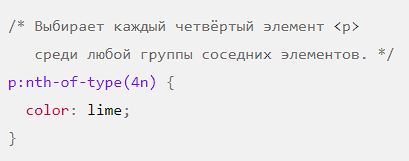 /* Выбирает каждый четвёртый элемент <p>
среди любой группы соседних элементов. */
p:nth-of-type(4n) {
color: lime;
}